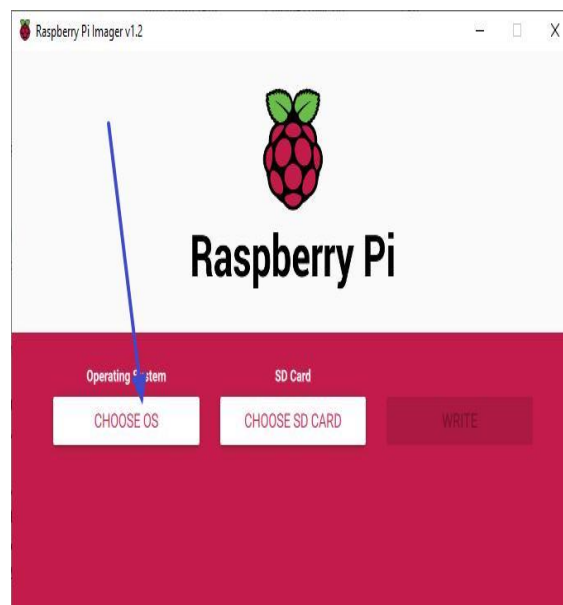 Raspberry Pi Imager v1.2
Raspberry Pi
Operating System
SD Card
CHOOSE OS
CHOOSE SD CARD
WRITE